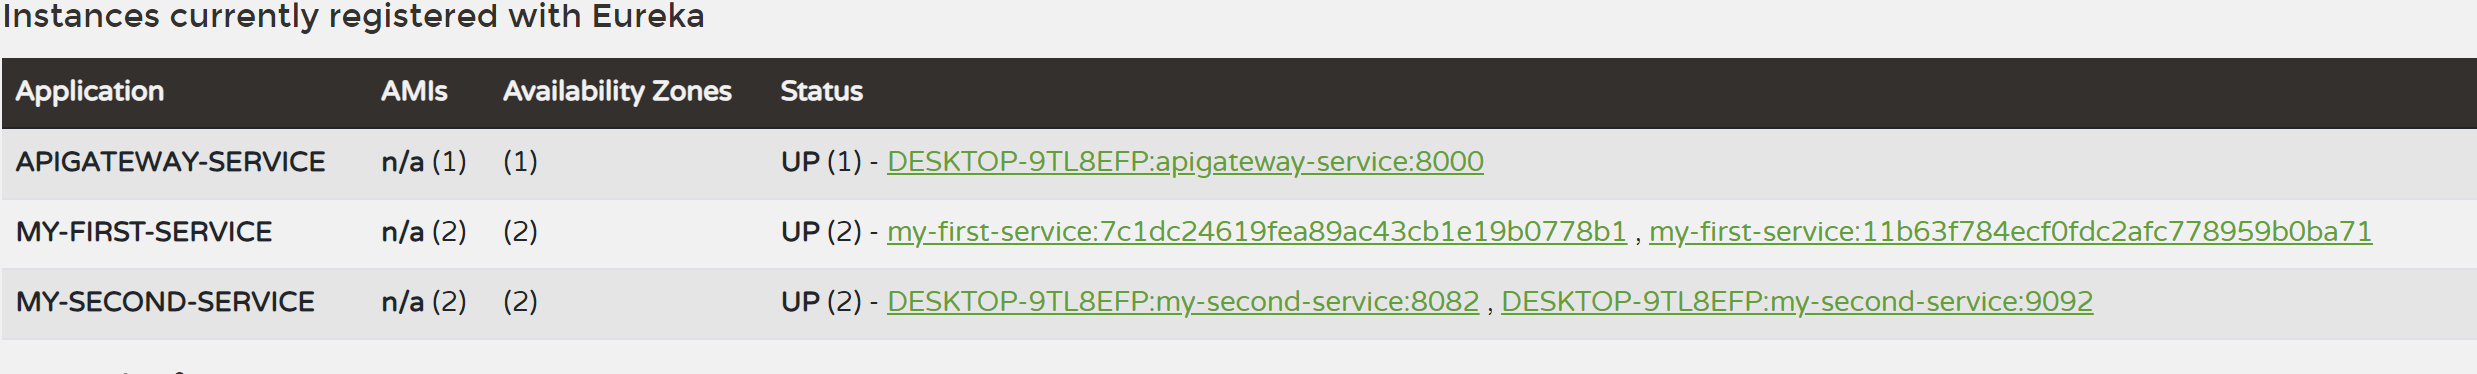 Instances currently registered with Eureka
Application AMIs Availability Zones Status
APIGATEWAY-SERVICE n/a (1) (1) UP (1) - DESKTOP-9TL8EFP:apigateway-service:8000
MY-FIRST-SERVICE n/a (2) (2) UP (2) - my-first-service:7c1dc24619fea89ac43cb1e19b0778b1 , my-first-service:11b63f784ecf0fdc2afc778959b0ba71
MY-SECOND-SERVICE n/a (2) (2) UP (2) - DESKTOP-9TL8EFP:my-second-service:8082 , DESKTOP-9TL8EFP:my-second-service:9092